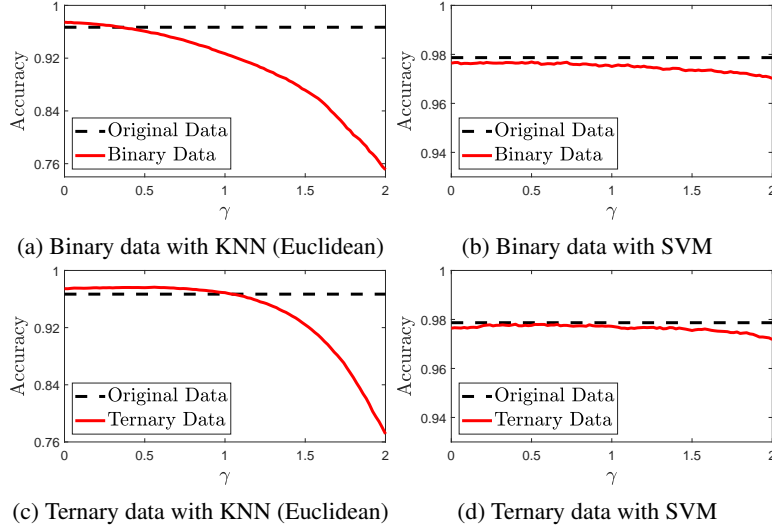 1
0.92
0.84
0.76
Accuracy
Original Data
Binary Data
0 0.5 1 1.5 2
γ
(a) Binary data with KNN (Euclidean)
1
0.98
0.96
0.94
Accuracy
Original Data
Binary Data
0 0.5 1 1.5 2
γ
(b) Binary data with SVM
1
0.92
0.84
0.76
Accuracy
Original Data
Ternary Data
0 0.5 1 1.5 2
γ
(c) Ternary data with KNN (Euclidean)
1
0.98
0.96
0.94
Accuracy
Original Data
Ternary Data
0 0.5 1 1.5 2
γ
(d) Ternary data with SVM